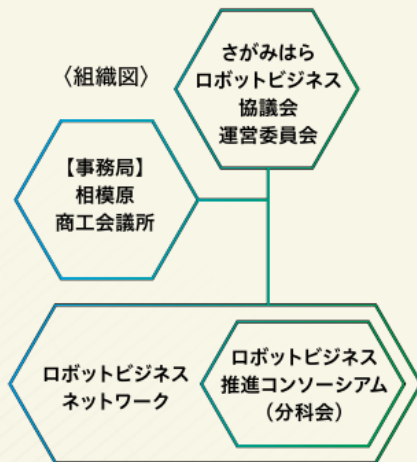 〈組織図〉
さがみはら
ロボットビジネス
協議会
運営委員会
【事務局】
相模原
商工会議所
ロボットビジネス
ネットワーク
ロボットビジネス
推進コンソーシアム
（分科会）